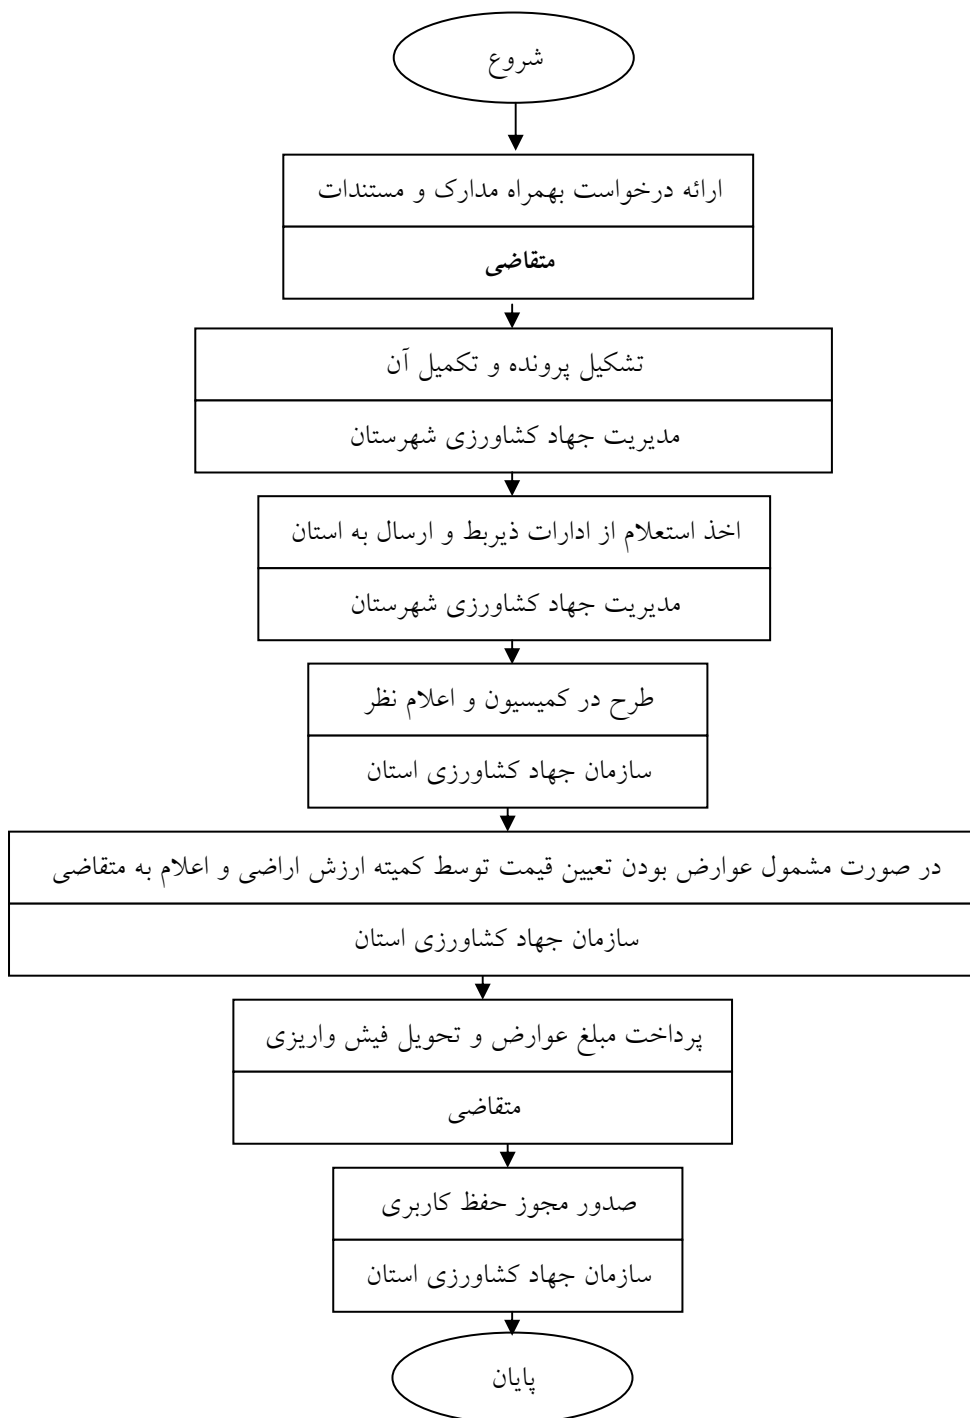 شروع
ارائه درخواست بهمراه مدارک و مستندات
متقاضی
تشکیل پرونده و تکمیل آن
مدیریت جهاد کشاورزی شهرستان
اخذ استعلام از ادارات ذیربط و ارسال به استان
مدیریت جهاد کشاورزی شهرستان
طرح در کمیسیون و اعلام نظر
سازمان جهاد کشاورزی استان
در صورت مشمول عوارض بودن تعیین قیمت توسط کمیته ارزش اراضی و اعلام به متقاضی
سازمان جهاد کشاورزی استان
پرداخت مبلغ عوارض و تحویل فیش واریزی
متقاضی
صدور مجوز حفظ کاربری
سازمان جهاد کشاورزی استان
پایان